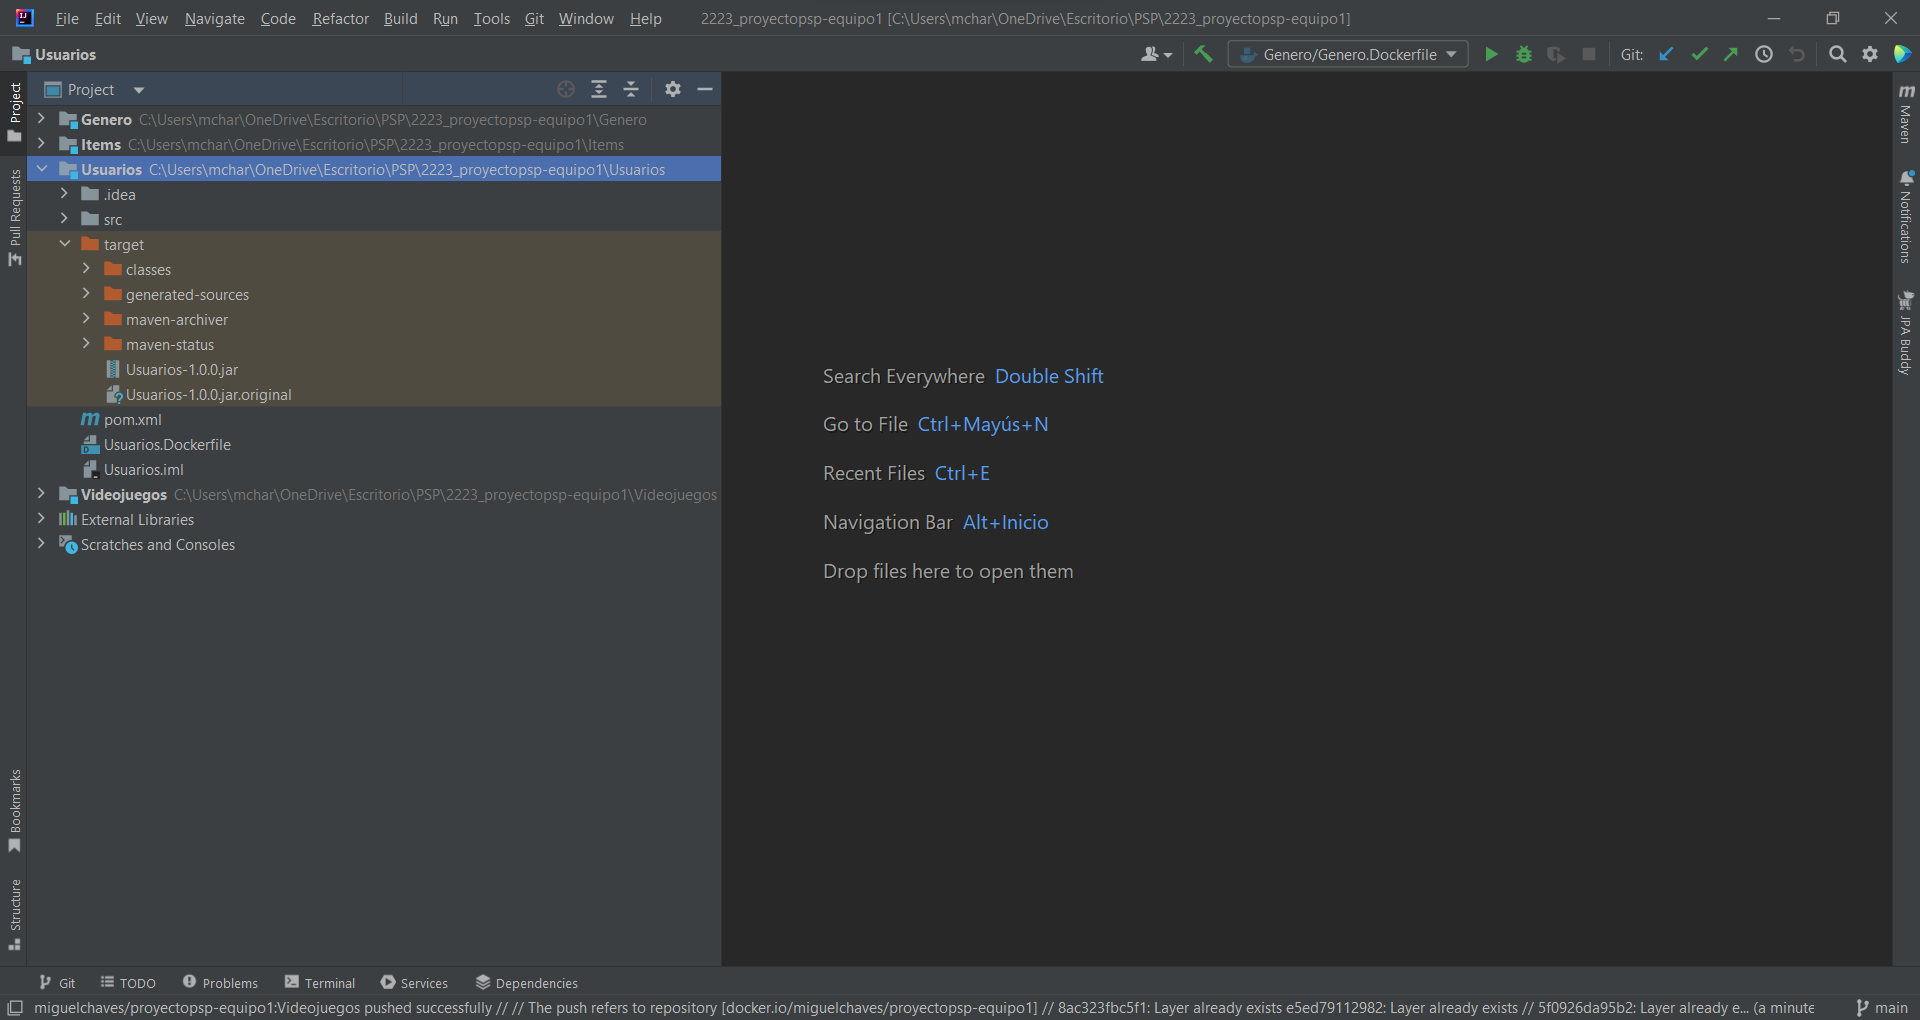 File Edit View Navigate Code Refactor Build Run Tools Git Window Help 2223_proyectopsp-equipo1 [C:\Users\mchar\OneDrive\Escritorio\PSP\2223_proyectopsp-equipo1]
Usuarios Genero/Genero.Dockerfile Git:
Project
Genero C:\Users\mchar\OneDrive\Escritorio\PSP\2223_proyectopsp-equipo1\Genero
Items C:\Users\mchar\OneDrive\Escritorio\PSP\2223_proyectopsp-equipo1\Items
Usuarios C:\Users\mchar\OneDrive\Escritorio\PSP\2223_proyectopsp-equipo1\Usuarios
.idea
src
target
classes
generated-sources
maven-archiver
maven-status
Usuarios-1.0.0.jar
Usuarios-1.0.0.jar.original
pom.xml
Usuarios.Dockerfile
Usuarios.iml
Videojuegos C:\Users\mchar\OneDrive\Escritorio\PSP\2223_proyectopsp-equipo1\Videojuegos
External Libraries
Scratches and Consoles
Project
Pull Requests
Bookmarks
Structure
Search Everywhere Double Shift
Go to File Ctrl+Mayús+N
Recent Files Ctrl+E
Navigation Bar Alt+Inicio
Drop files here to open them
Maven
Notifications
JPA Buddy
Git TODO Problems Terminal Services Dependencies
miguelchaves/proyectopsp-equipo1:Videojuegos pushed successfully // // The push refers to repository [docker.io/miguelchaves/proyectopsp-equipo1] // 8ac323fbc5f1: Layer already exists e5ed79112982: Layer already exists // 5f0926da95b2: Layer already e... (a minute main